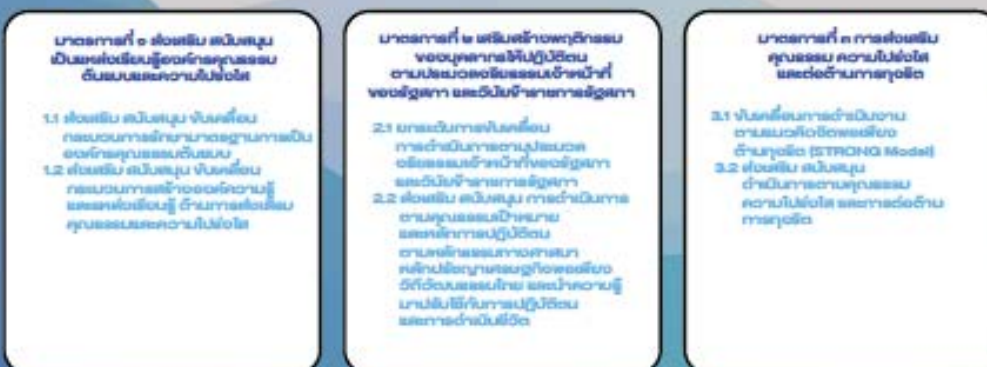 มาตรการที่ ๑ ส่งเสริม สนับสนุน
เป็นแหล่งเรียนรู้องค์กรคุณธรรม
ต้นแบบและความโปร่งใส
1.1 ส่งเสริม สนับสนุน ขับเคลื่อน
กระบวนการรักษามาตรฐานการเป็น
องค์กรคุณธรรมต้นแบบ
1.2 ส่งเสริม สนับสนุน ขับเคลื่อน
กระบวนการสร้างองค์ความรู้
และแหล่งเรียนรู้ ด้านการส่งเสริม
คุณธรรมและความโปร่งใส
มาตรการที่ ๒ เสริมสร้างพฤติกรรม
ของบุคลากรให้ปฏิบัติตน
ตามประมวลจริยธรรมเจ้าหน้าที่
ของรัฐสภา และวินัยข้าราชการรัฐสภา
2.1 ยกระดับการขับเคลื่อน
การดำเนินการตามประมวล
จริยธรรมเจ้าหน้าที่ของรัฐสภา
และวินัยข้าราชการรัฐสภา
2.2 ส่งเสริม สนับสนุน การดำเนินการ
ตามคุณธรรมเป้าหมาย
และหลักการปฏิบัติตน
ตามหลักธรรมทางศาสนา
หลักปรัชญาเศรษฐกิจพอเพียง
วิถีวัฒนธรรมไทย และนำความรู้
มาปรับใช้กับการปฏิบัติตน
และการดำเนินชีวิต
มาตรการที่ ๓ การส่งเสริม
คุณธรรม ความโปร่งใส
และต่อต้านการทุจริต
3.1 ขับเคลื่อนการดำเนินงาน
ตามแนวคิดจิตพอเพียง
ต้านทุจริต (STRONG Model)
3.2 ส่งเสริม สนับสนุน
ดำเนินการตามคุณธรรม
ความโปร่งใส และการต่อต้าน
การทุจริต